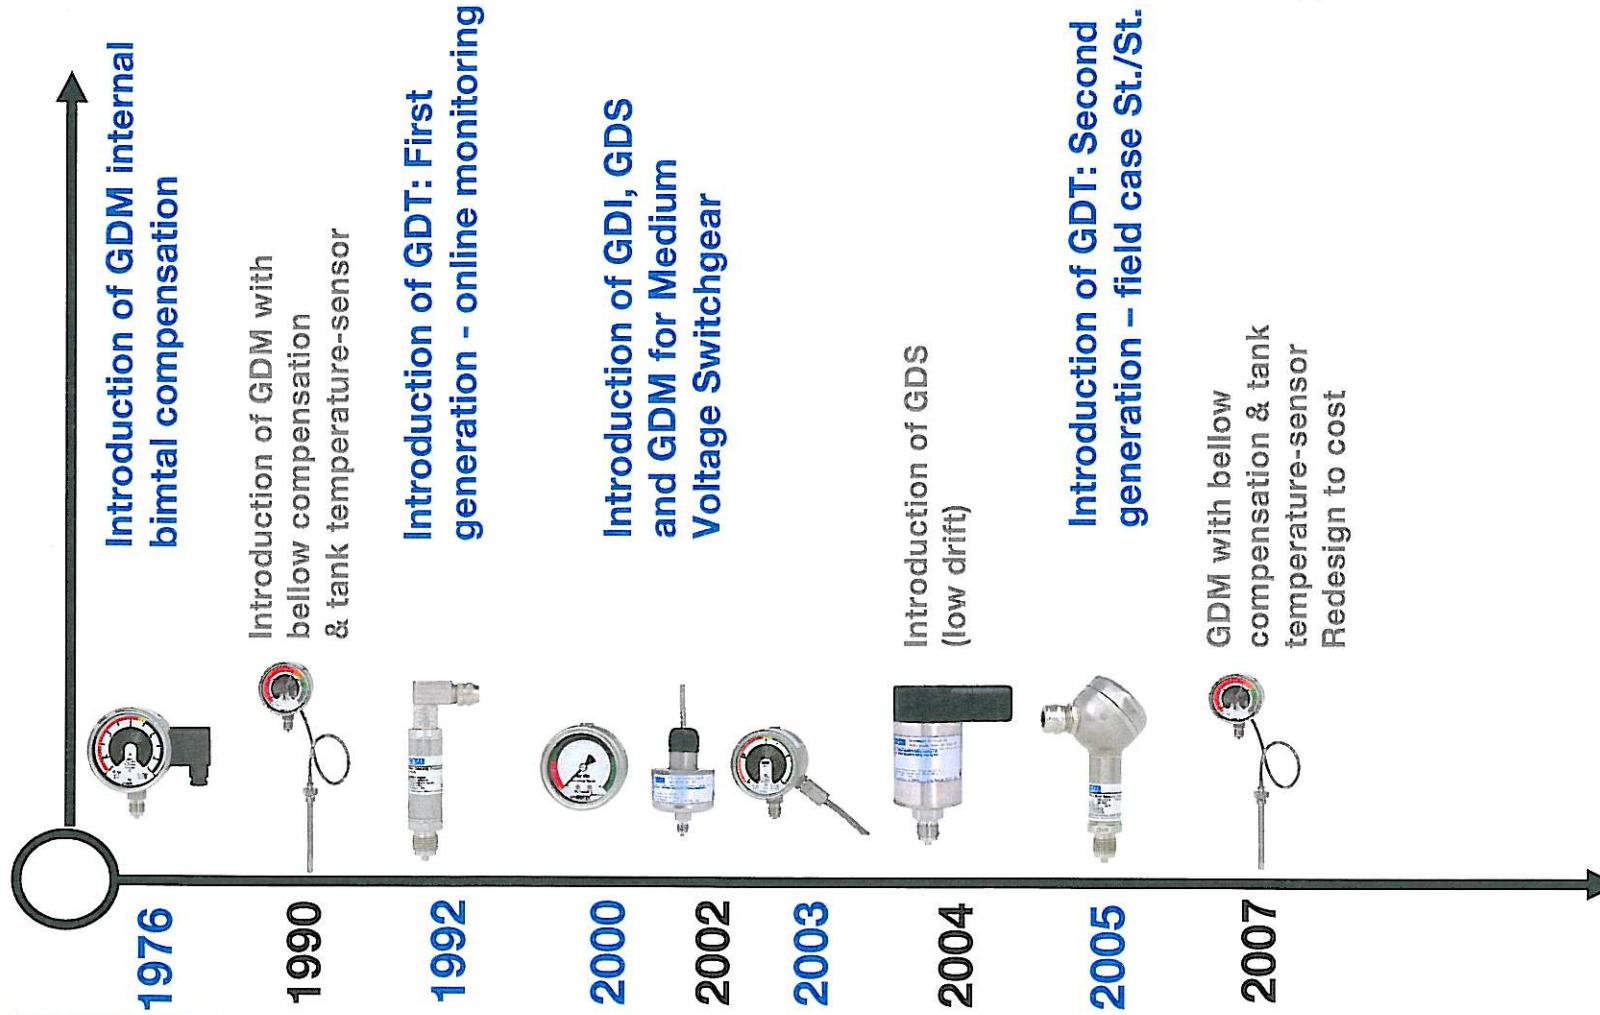 1976
Introduction of GDM internal
bimtal compensation
1990
Introduction of GDM with
bellow compensation
& tank temperature-sensor
1992
Introduction of GDT: First
generation - online monitoring
2000
2002
2003
Introduction of GDI, GDS
and GDM for Medium
Voltage Switchgear
2004
Introduction of GDS
(low drift)
2005
Introduction of GDT: Second
generation – field case St./St.
2007
GDM with bellow
compensation & tank
temperature-sensor
Redesign to cost